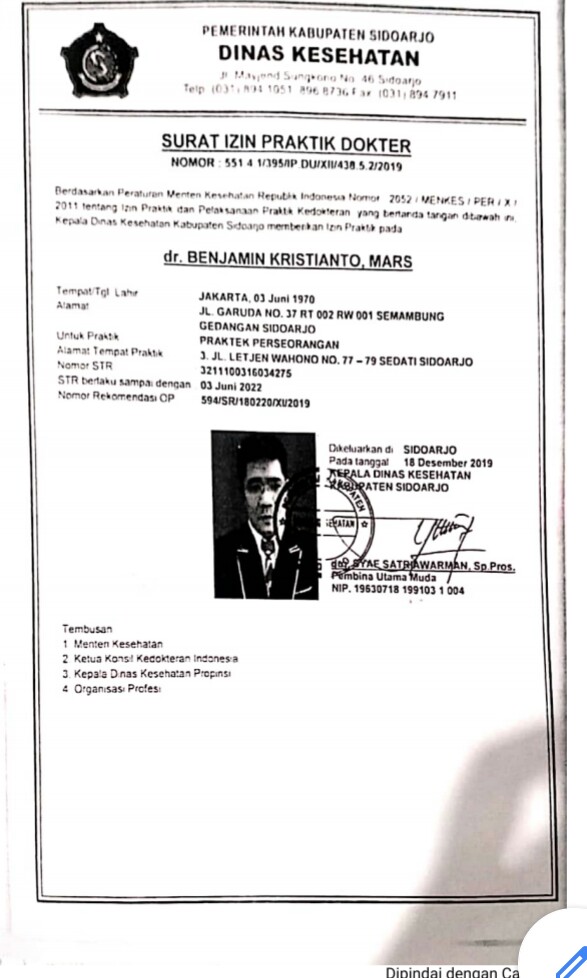 PEMERINTAH KABUPATEN SIDOARJO
DINAS KESEHATAN
Jl. Mayjend Sungkono No. 46 Sidoarjo
Telp. (031) 894 1051 896 8736 Fax. (031) 894 7911
SURAT IZIN PRAKTIK DOKTER
NOMOR : 551 4 1/395/IP DU/XII/438.5.2/2019
Berdasarkan Peraturan Menteri Kesehatan Republik Indonesia Nomor 2052 / MENKES / PER / X /
2011 tentang Izin Praktik dan Pelaksanaan Praktik Kedokteran yang bertanda tangan dibawah ini,
Kepala Dinas Kesehatan Kabupaten Sidoarjo memberikan Izin Praktik pada
dr. BENJAMIN KRISTIANTO, MARS
Tempat/Tgl. Lahir JAKARTA, 03 Juni 1970
Alamat JL. GARUDA NO. 37 RT 002 RW 001 SEMAMBUNG
GEDANGAN SIDOARJO
Untuk Praktik PRAKTEK PERSEORANGAN
Alamat Tempat Praktik 3. JL. LETJEN WAHONO NO. 77 – 79 SEDATI SIDOARJO
Nomor STR 3211100316034275
STR berlaku sampai dengan 03 Juni 2022
Nomor Rekomendasi OP 594/SR/180220/XI/2019
Dikeluarkan di SIDOARJO
Pada tanggal 18 Desember 2019
KEPALA DINAS KESEHATAN
KABUPATEN SIDOARJO
SYAF SATRIAWARMAN, Sp.Pros.
Pembina Utama Muda
NIP. 19630718 199103 1 004
Tembusan
1 Menteri Kesehatan
2 Ketua Konsil Kedokteran Indonesia
3. Kepala Dinas Kesehatan Propinsi
4 Organisasi Profesi
Dipindai dengan Ca